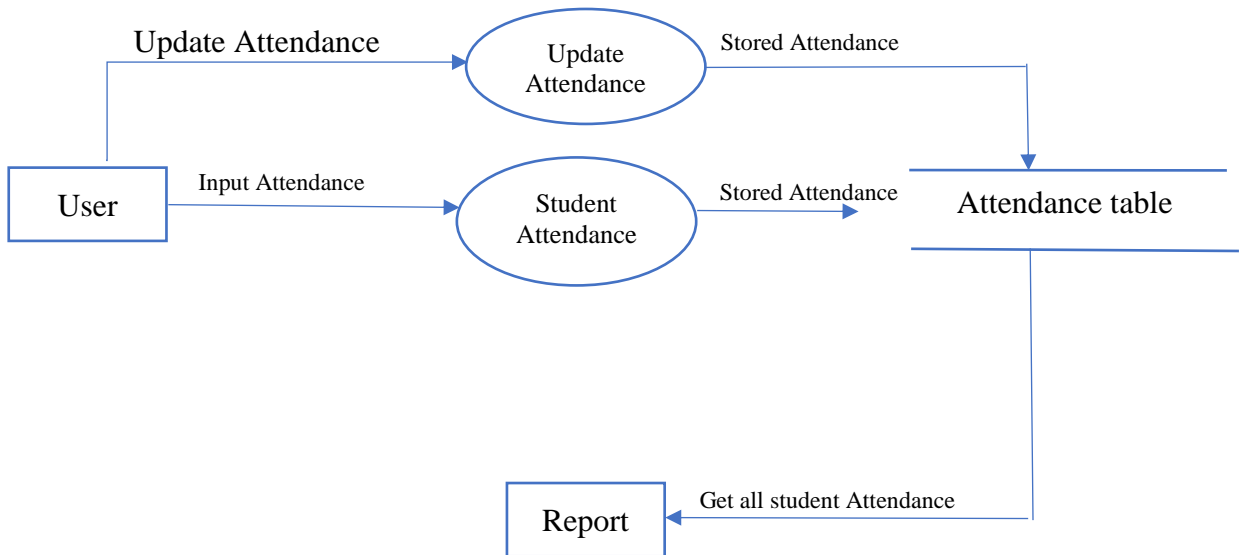 Update Attendance
Update
Attendance
Stored Attendance
User
Input Attendance
Student
Attendance
Stored Attendance
Attendance table
Report
Get all student Attendance